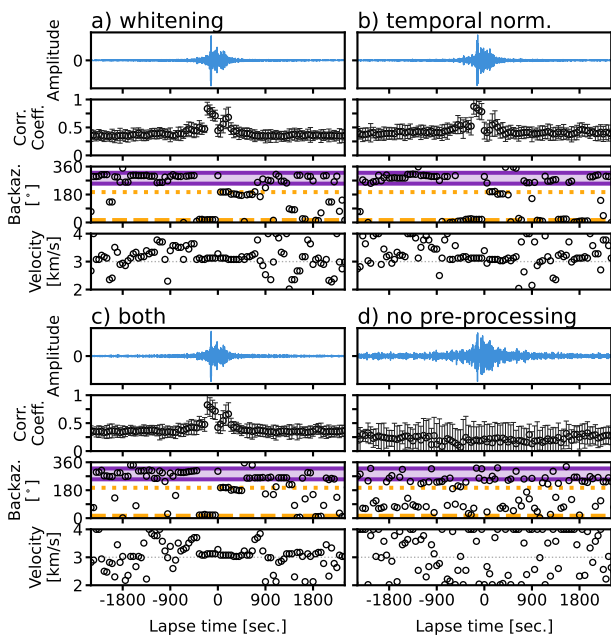 a) whitening
b) temporal norm.
Amplitude
0
Corr.
Coeff.
1
0.5
0
Backaz.
[°]
360
180
0
Velocity
[km/s]
4
3
2
c) both
d) no pre-processing
Amplitude
0
Corr.
Coeff.
1
0.5
0
Backaz.
[°]
360
180
0
Velocity
[km/s]
4
3
2
-1800 -900 0 900 1800
-1800 -900 0 900 1800
Lapse time [sec.]
Lapse time [sec.]